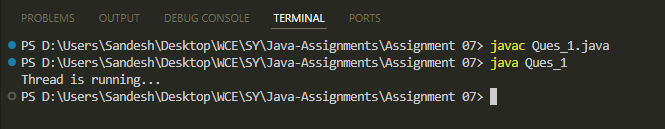 PROBLEMS OUTPUT DEBUG CONSOLE TERMINAL PORTS
PS D:\Users\Sandesh\Desktop\WCE\SY\Java-Assignments\Assignment 07> javac Ques_1.java
PS D:\Users\Sandesh\Desktop\WCE\SY\Java-Assignments\Assignment 07> java Ques_1
Thread is running...
PS D:\Users\Sandesh\Desktop\WCE\SY\Java-Assignments\Assignment 07>